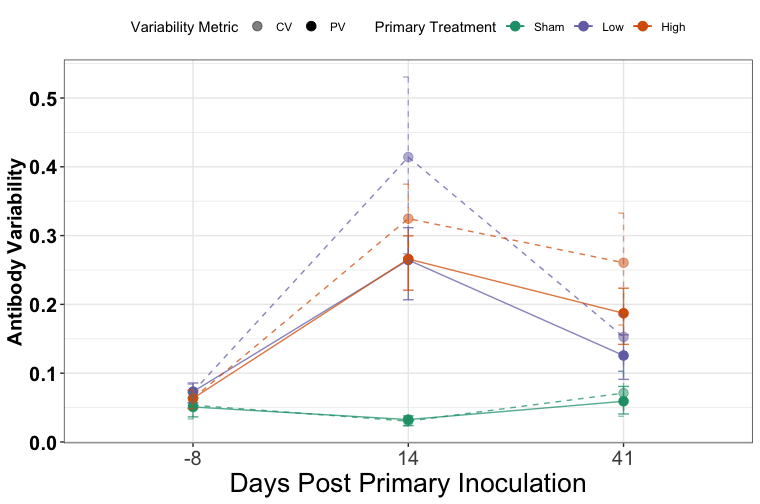 Variability Metric CV PV Primary Treatment Sham Low High
Antibody Variability
0.5
0.4
0.3
0.2
0.1
0.0
-8 14 41
Days Post Primary Inoculation